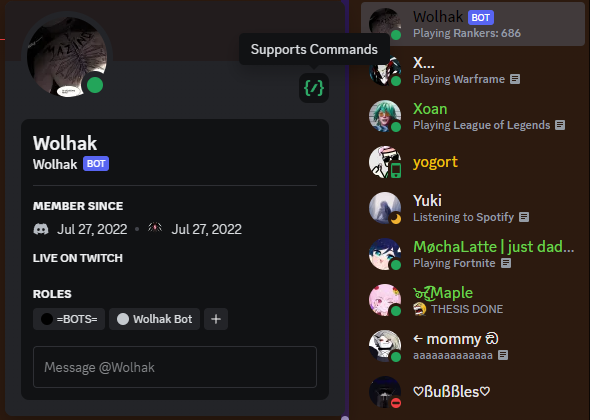 Supports Commands
Wolhak
Wolhak BOT
MEMBER SINCE
Jul 27, 2022 • Jul 27, 2022
LIVE ON TWITCH
ROLES
=BOTS= Wolhak Bot +
Message @Wolhak
Wolhak BOT
Playing Rankers: 686
X...
Playing Warframe
Xoan
Playing League of Legends
yogort
Yuki
Listening to Spotify
MøchaLatte | just dad...
Playing Fortnite
Maple
THESIS DONE
← mommy
aaaaaaaaaaaaa
♡ßußßles♡